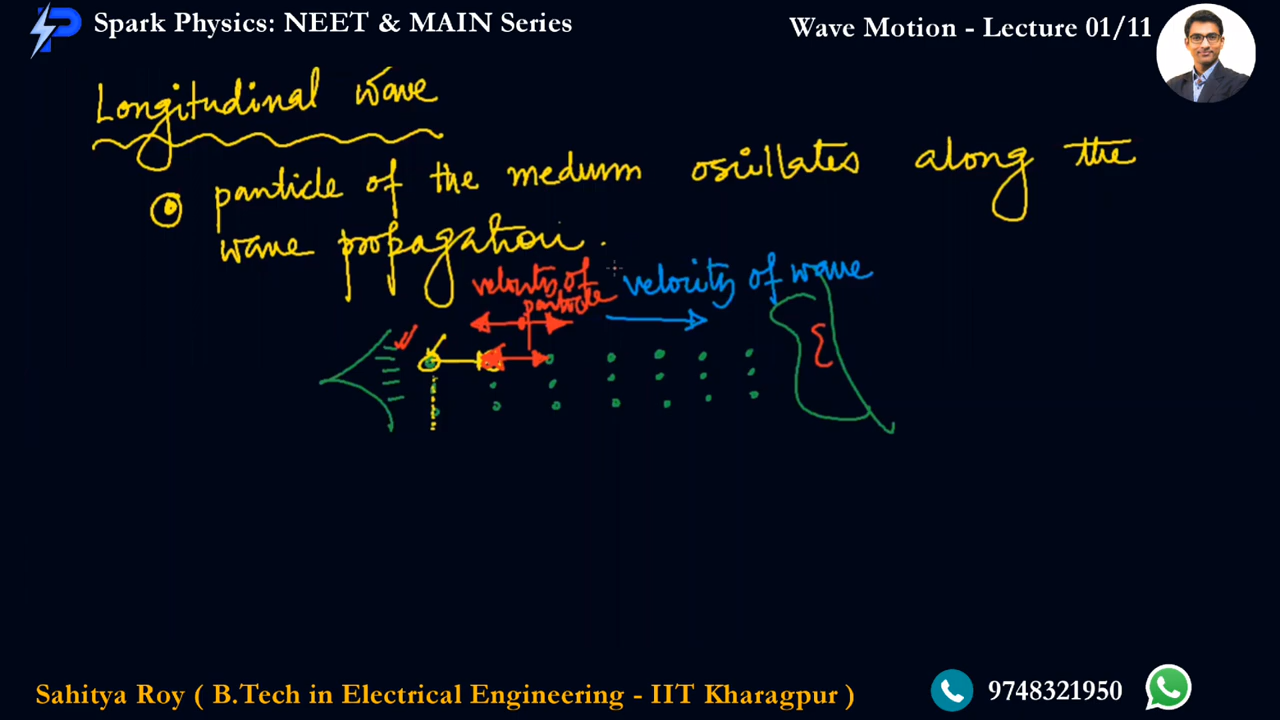 Spark Physics: NEET & MAIN Series
Wave Motion - Lecture 01/11
Longitudinal wave
particle of the medium oscillates along the
wave propagation.
velocity of
particle
velocity of wave
Sahitya Roy ( B.Tech in Electrical Engineering - IIT Kharagpur )
9748321950